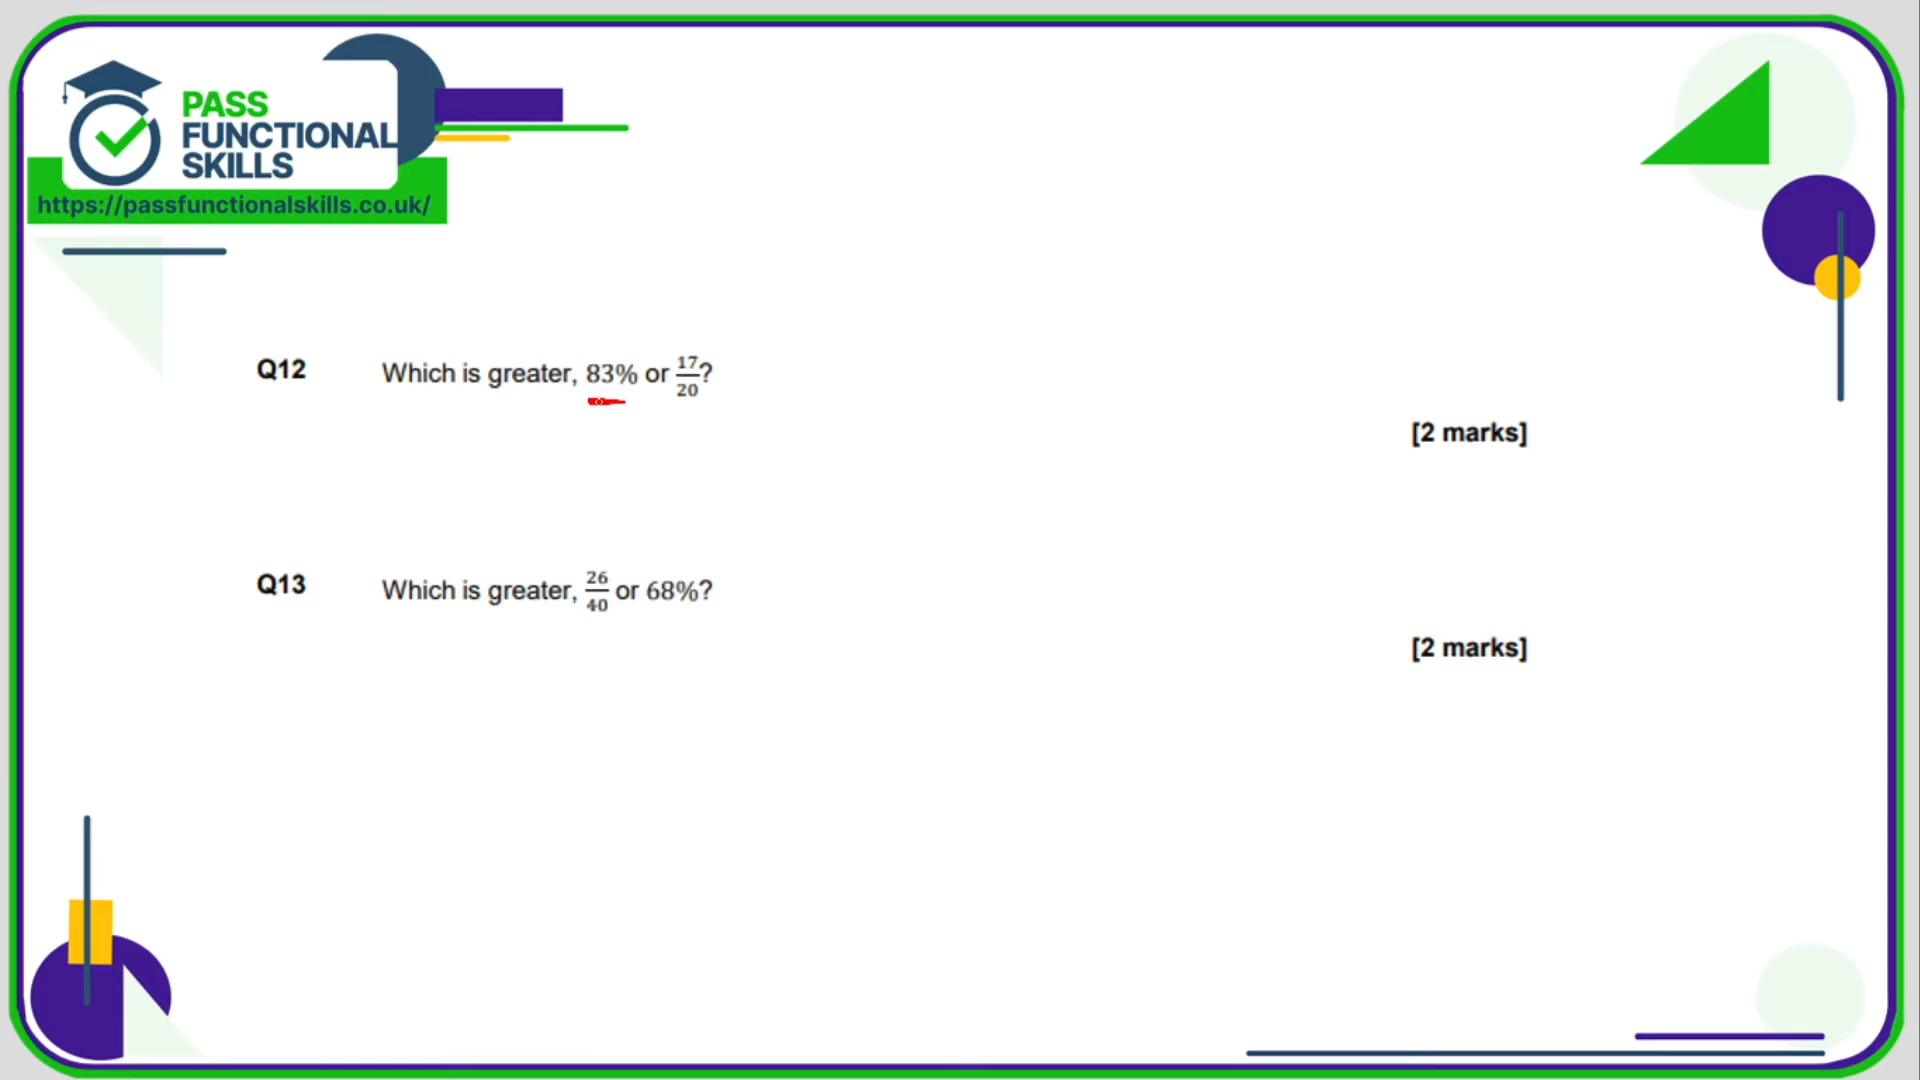 PASS
FUNCTIONAL
SKILLS
https://passfunctionalskills.co.uk/
Q12 Which is greater, 83% or 17/20?
[2 marks]
Q13 Which is greater, 26/40 or 68%?
[2 marks]